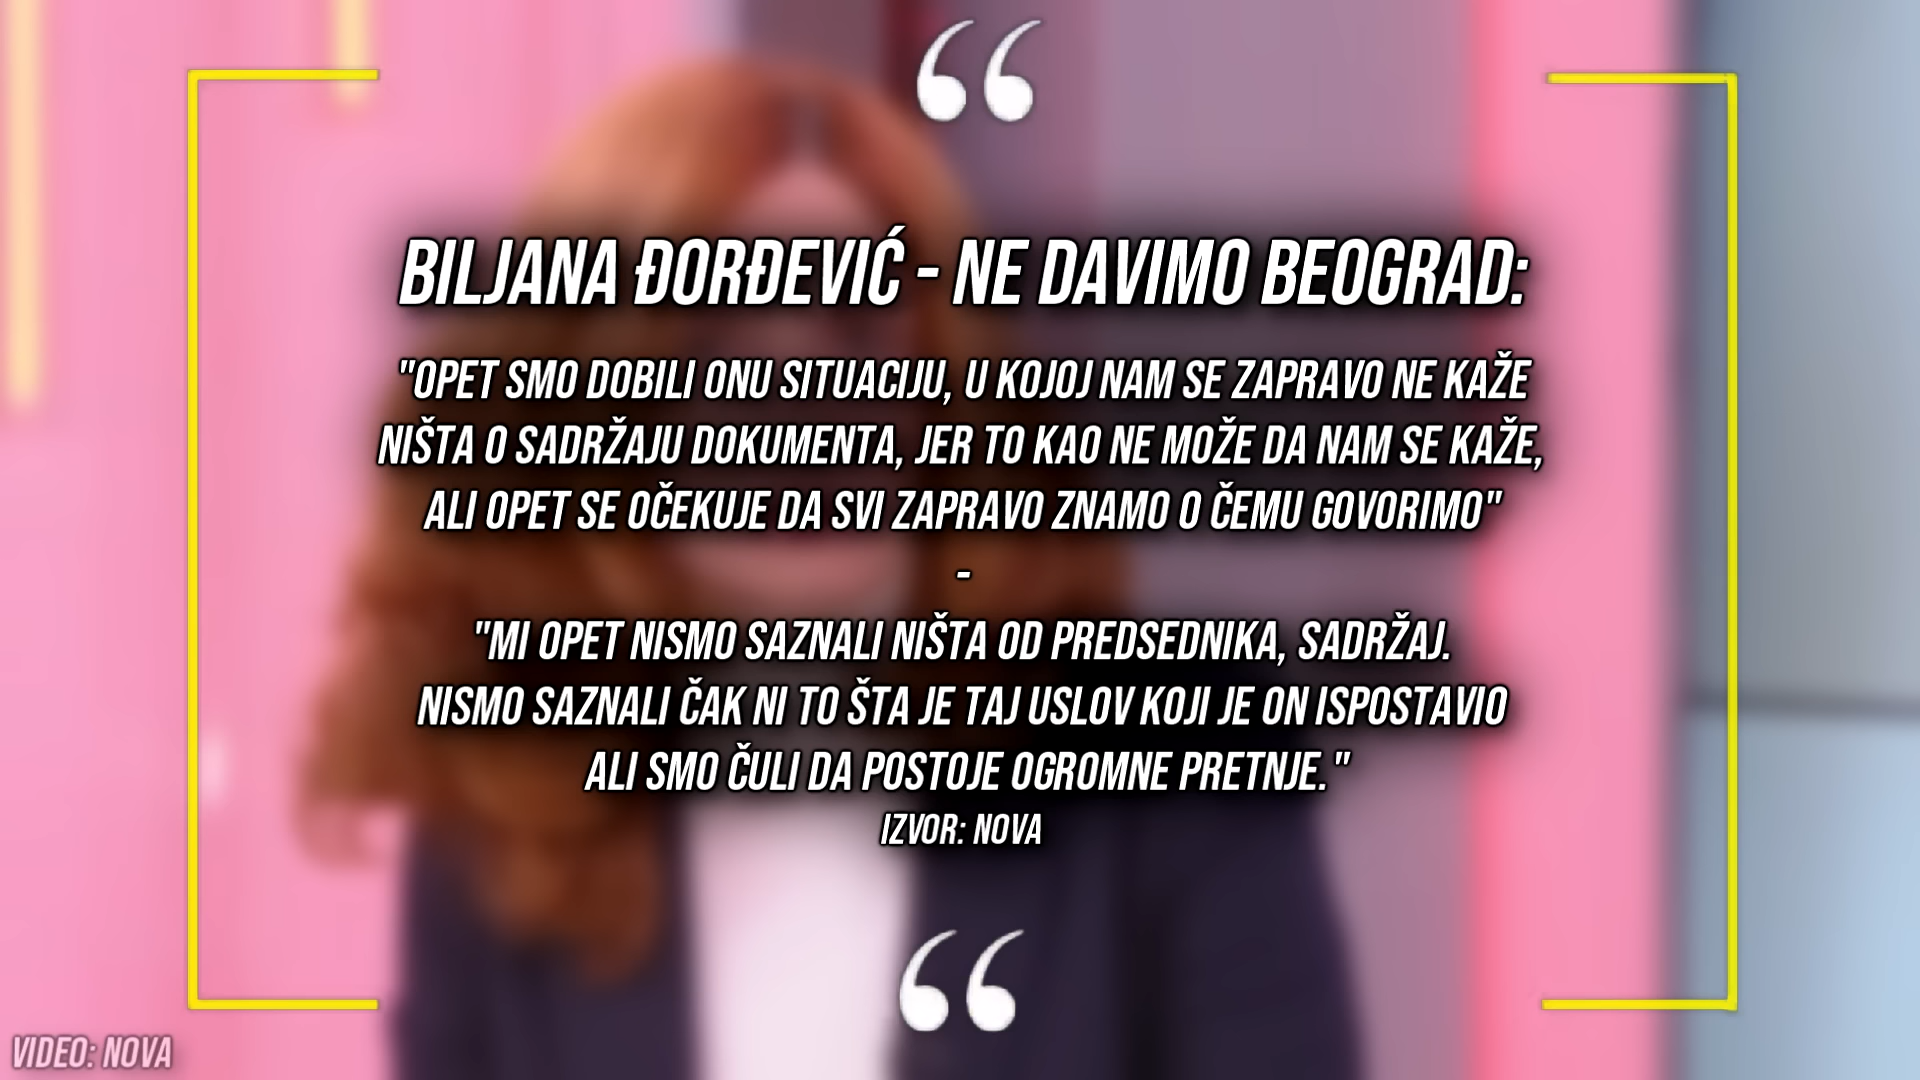 “
BILJANA ĐORĐEVIĆ - NE DAVIMO BEOGRAD:
"OPET SMO DOBILI ONU SITUACIJU, U KOJOJ NAM SE ZAPRAVO NE KAŽE
NIŠTA O SADRŽAJU DOKUMENTA, JER TO KAO NE MOŽE DA NAM SE KAŽE,
ALI OPET SE OČEKUJE DA SVI ZAPRAVO ZNAMO O ČEMU GOVORIMO"
-
"MI OPET NISMO SAZNALI NIŠTA OD PREDSEDNIKA, SADRŽAJ.
NISMO SAZNALI ČAK NI TO ŠTA JE TAJ USLOV KOJI JE ON ISPOSTAVIO
ALI SMO ČULI DA POSTOJE OGROMNE PRETNJE."
IZVOR: NOVA
“
VIDEO: NOVA